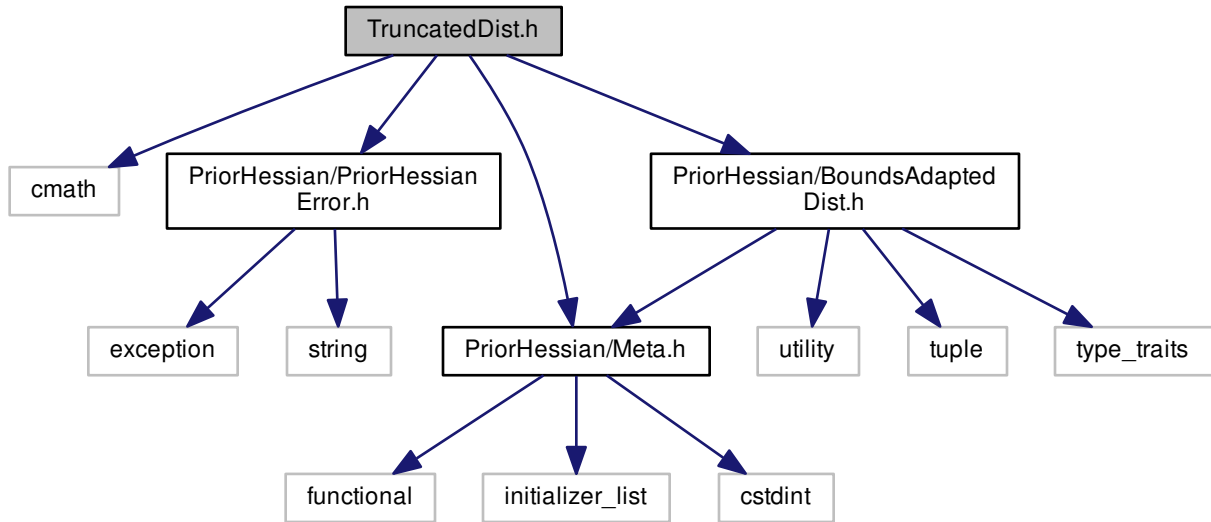 TruncatedDist.h
cmath
PriorHessian/PriorHessian
Error.h
PriorHessian/BoundsAdapted
Dist.h
exception
string
PriorHessian/Meta.h
utility
tuple
type_traits
functional
initializer_list
cstdint